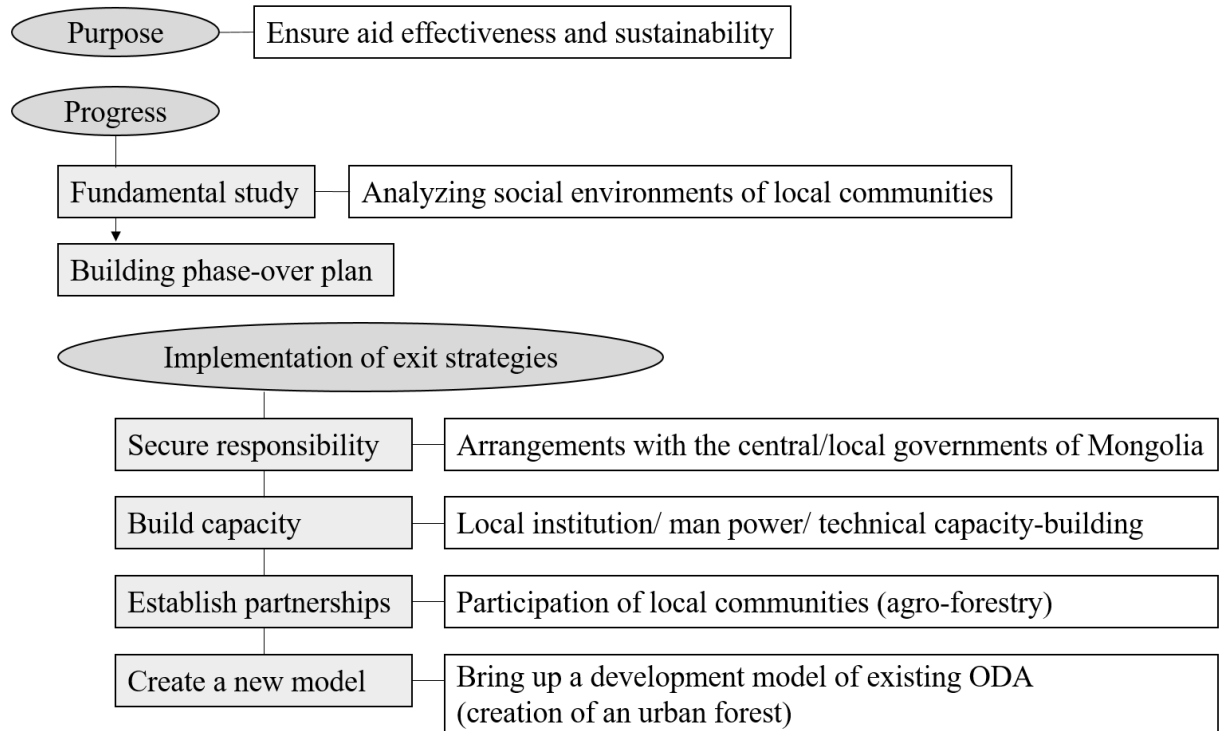 Purpose
Ensure aid effectiveness and sustainability
Progress
Fundamental study
Analyzing social environments of local communities
Building phase-over plan
Implementation of exit strategies
Secure responsibility
Arrangements with the central/local governments of Mongolia
Build capacity
Local institution/ man power/ technical capacity-building
Establish partnerships
Participation of local communities (agro-forestry)
Create a new model
Bring up a development model of existing ODA
(creation of an urban forest)